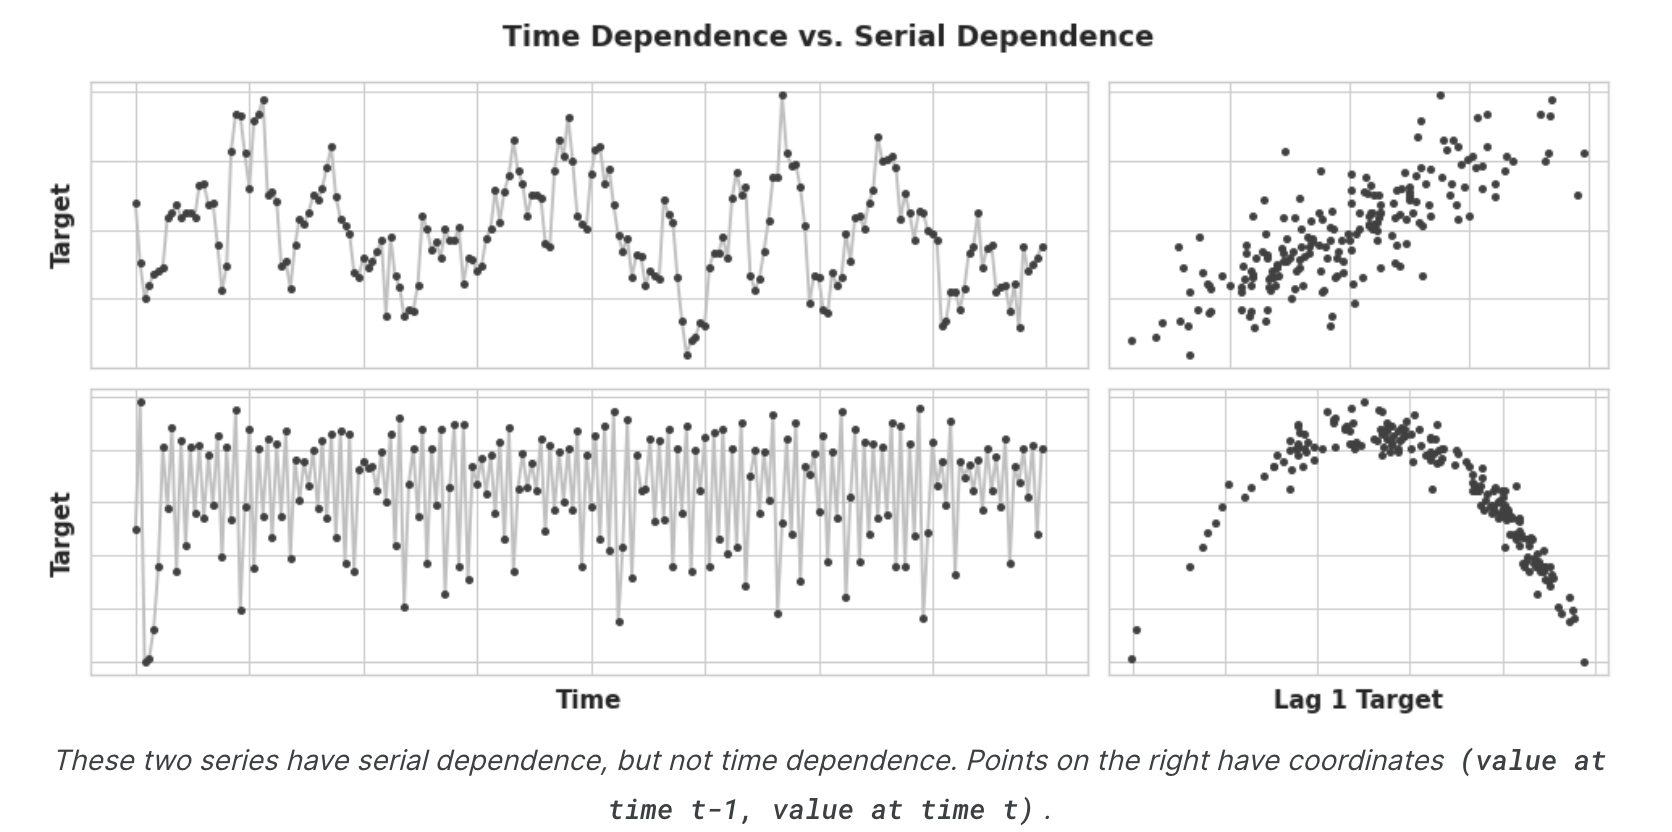 Time Dependence vs. Serial Dependence
Target
Target
Time
Lag 1 Target
These two series have serial dependence, but not time dependence. Points on the right have coordinates (value at
time t-1, value at time t).